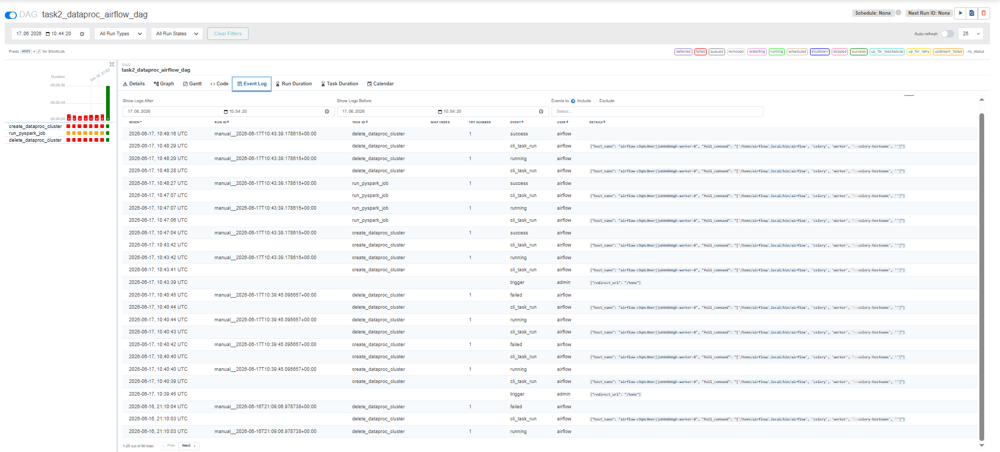 DAG: task2_dataproc_airflow_dag
Schedule: None
Next Run ID: None
17.06.2026 10:44:20
All Run Types
All Run States
Clear Filters
Auto-refresh
25
Press shift + / for Shortcuts
deferred failed queued removed restarting running scheduled shutdown skipped success up_for_reschedule up_for_retry upstream_failed no_status
Jun 16, 21:03
Duration
00:05:36
00:02:48
00:00:00
create_dataproc_cluster
run_pyspark_job
delete_dataproc_cluster
DAG
task2_dataproc_airflow_dag
Details Graph Gantt Code Event Log Run Duration Task Duration Calendar
Show Logs After Show Logs Before Events to Include Exclude
17.06.2026 10:54:20 17.06.2026 10:54:20 Select...
WHEN RUN ID TASK ID MAP INDEX TRY NUMBER EVENT USER DETAILS
2026-06-17, 10:49:16 UTC manual__2026-06-17T10:43:39.178615+00:00 delete_dataproc_cluster 1 success airflow
2026-06-17, 10:48:29 UTC delete_dataproc_cluster cli_task_run airflow {"host_name": "airflow-c9q6c8morjju66mbb6gh-worker-0", "full_command": "['/home/airflow/.local/bin/airflow', 'celery', 'worker', '--celery-hostname', '']"}
2026-06-17, 10:48:29 UTC manual__2026-06-17T10:43:39.178615+00:00 delete_dataproc_cluster 1 running airflow
2026-06-17, 10:48:28 UTC delete_dataproc_cluster cli_task_run airflow {"host_name": "airflow-c9q6c8morjju66mbb6gh-worker-0", "full_command": "['/home/airflow/.local/bin/airflow', 'celery', 'worker', '--celery-hostname', '']"}
2026-06-17, 10:48:27 UTC manual__2026-06-17T10:43:39.178615+00:00 run_pyspark_job 1 success airflow
2026-06-17, 10:47:07 UTC run_pyspark_job cli_task_run airflow {"host_name": "airflow-c9q6c8morjju66mbb6gh-worker-0", "full_command": "['/home/airflow/.local/bin/airflow', 'celery', 'worker', '--celery-hostname', '']"}
2026-06-17, 10:47:07 UTC manual__2026-06-17T10:43:39.178615+00:00 run_pyspark_job 1 running airflow
2026-06-17, 10:47:06 UTC run_pyspark_job cli_task_run airflow {"host_name": "airflow-c9q6c8morjju66mbb6gh-worker-0", "full_command": "['/home/airflow/.local/bin/airflow', 'celery', 'worker', '--celery-hostname', '']"}
2026-06-17, 10:47:04 UTC manual__2026-06-17T10:43:39.178615+00:00 create_dataproc_cluster 1 success airflow
2026-06-17, 10:43:42 UTC create_dataproc_cluster cli_task_run airflow {"host_name": "airflow-c9q6c8morjju66mbb6gh-worker-0", "full_command": "['/home/airflow/.local/bin/airflow', 'celery', 'worker', '--celery-hostname', '']"}
2026-06-17, 10:43:42 UTC manual__2026-06-17T10:43:39.178615+00:00 create_dataproc_cluster 1 running airflow
2026-06-17, 10:43:41 UTC create_dataproc_cluster cli_task_run airflow {"host_name": "airflow-c9q6c8morjju66mbb6gh-worker-0", "full_command": "['/home/airflow/.local/bin/airflow', 'celery', 'worker', '--celery-hostname', '']"}
2026-06-17, 10:43:39 UTC trigger admin {"redirect_url": "/home"}
2026-06-17, 10:40:45 UTC manual__2026-06-17T10:39:45.095657+00:00 delete_dataproc_cluster 1 failed airflow
2026-06-17, 10:40:44 UTC delete_dataproc_cluster cli_task_run airflow {"host_name": "airflow-c9q6c8morjju66mbb6gh-worker-0", "full_command": "['/home/airflow/.local/bin/airflow', 'celery', 'worker', '--celery-hostname', '']"}
2026-06-17, 10:40:44 UTC manual__2026-06-17T10:39:45.095657+00:00 delete_dataproc_cluster 1 running airflow
2026-06-17, 10:40:43 UTC delete_dataproc_cluster cli_task_run airflow {"host_name": "airflow-c9q6c8morjju66mbb6gh-worker-0", "full_command": "['/home/airflow/.local/bin/airflow', 'celery', 'worker', '--celery-hostname', '']"}
2026-06-17, 10:40:42 UTC manual__2026-06-17T10:39:45.095657+00:00 create_dataproc_cluster 1 failed airflow
2026-06-17, 10:40:40 UTC create_dataproc_cluster cli_task_run airflow {"host_name": "airflow-c9q6c8morjju66mbb6gh-worker-0", "full_command": "['/home/airflow/.local/bin/airflow', 'celery', 'worker', '--celery-hostname', '']"}
2026-06-17, 10:40:40 UTC manual__2026-06-17T10:39:45.095657+00:00 create_dataproc_cluster 1 running airflow
2026-06-17, 10:40:39 UTC create_dataproc_cluster cli_task_run airflow {"host_name": "airflow-c9q6c8morjju66mbb6gh-worker-0", "full_command": "['/home/airflow/.local/bin/airflow', 'celery', 'worker', '--celery-hostname', '']"}
2026-06-17, 10:39:45 UTC trigger admin {"redirect_url": "/home"}
2026-06-16, 21:10:04 UTC manual__2026-06-16T21:09:06.978738+00:00 delete_dataproc_cluster 1 failed airflow
2026-06-16, 21:10:03 UTC delete_dataproc_cluster cli_task_run airflow {"host_name": "airflow-c9q6c8morjju66mbb6gh-worker-0", "full_command": "['/home/airflow/.local/bin/airflow', 'celery', 'worker', '--celery-hostname', '']"}
2026-06-16, 21:10:03 UTC manual__2026-06-16T21:09:06.978738+00:00 delete_dataproc_cluster 1 running airflow
1-25 out of 80 total Prev Next